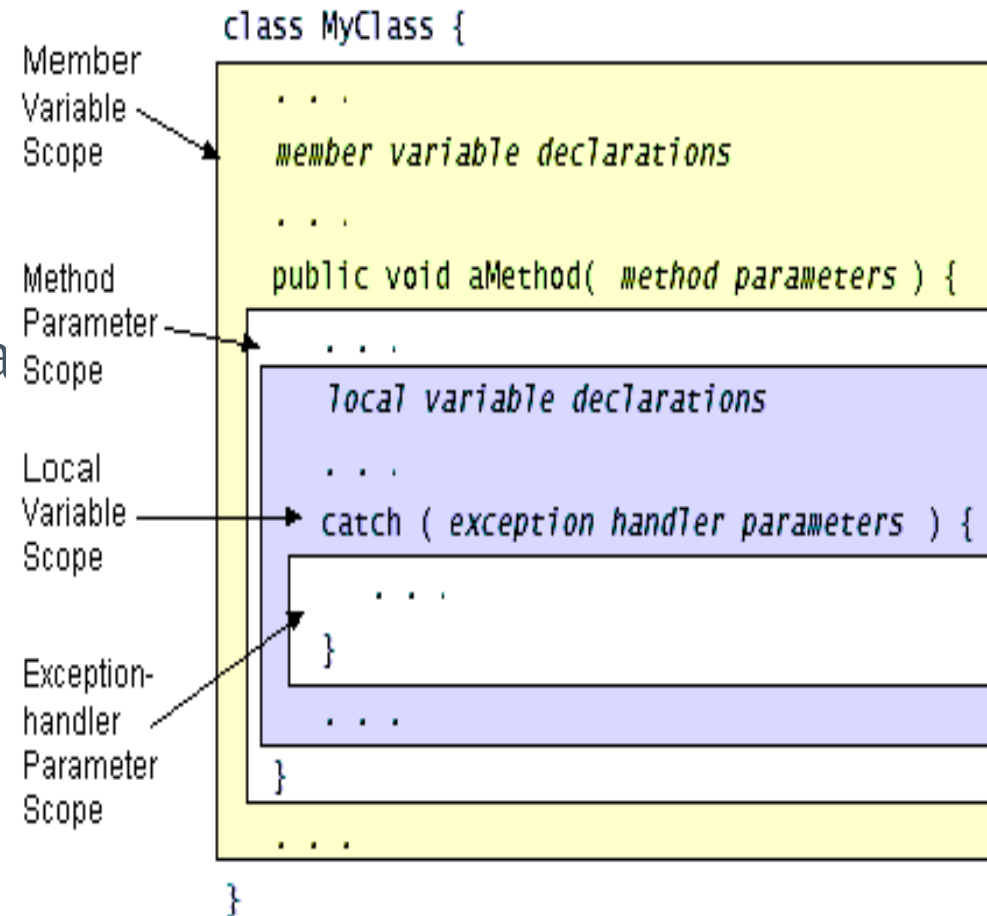 class MyClass {
Member
Variable
Scope
. . .
member variable declarations
. . .
Method
Parameter
Scope
public void aMethod( method parameters ) {
. . .
a
local variable declarations
. . .
Local
Variable
Scope
catch ( exception handler parameters ) {
. . .
}
Exception-
handler
Parameter
Scope
. . .
}
. . .
}